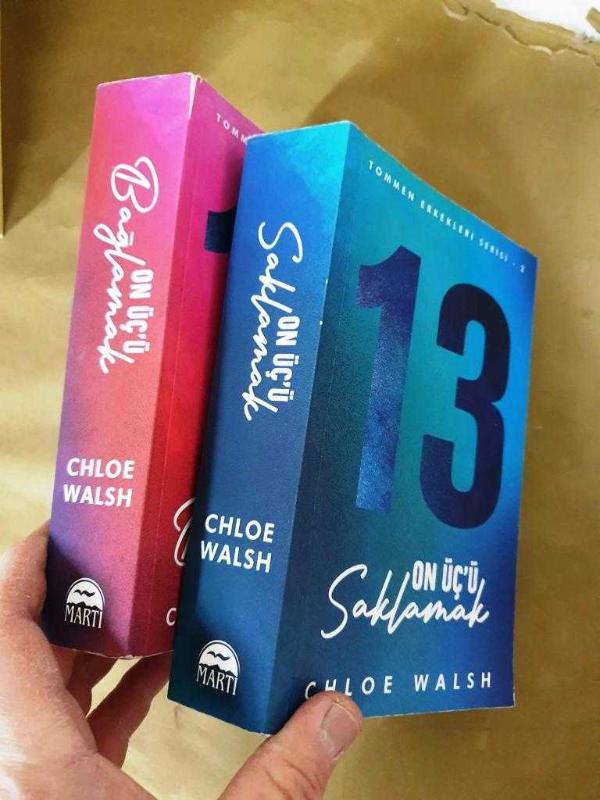 Bağlamak
ON ÜÇ'Ü
CHLOE
WALSH
MARTI
Saklamak
ON ÜÇ'Ü
CHLOE
WALSH
MARTI
TOMMEN ERKEKLERİ SERİSİ - 2
13
ON ÜÇ'Ü
Saklamak
CHLOE WALSH